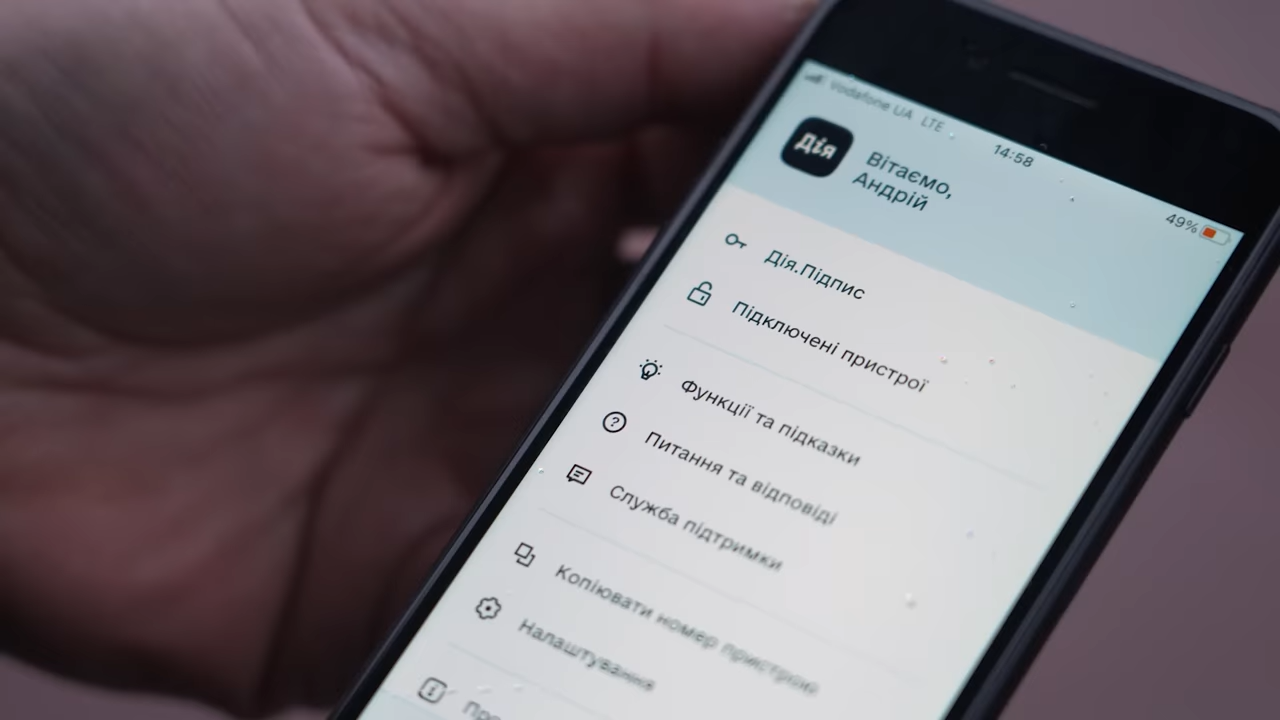 Vodafone UA LTE
14:58
49%
Дія
Вітаємо,
Андрій
Дія.Підпис
Підключені пристрої
Функції та підказки
Питання та відповіді
Служба підтримки
Копіювати номер пристрою
Налаштування